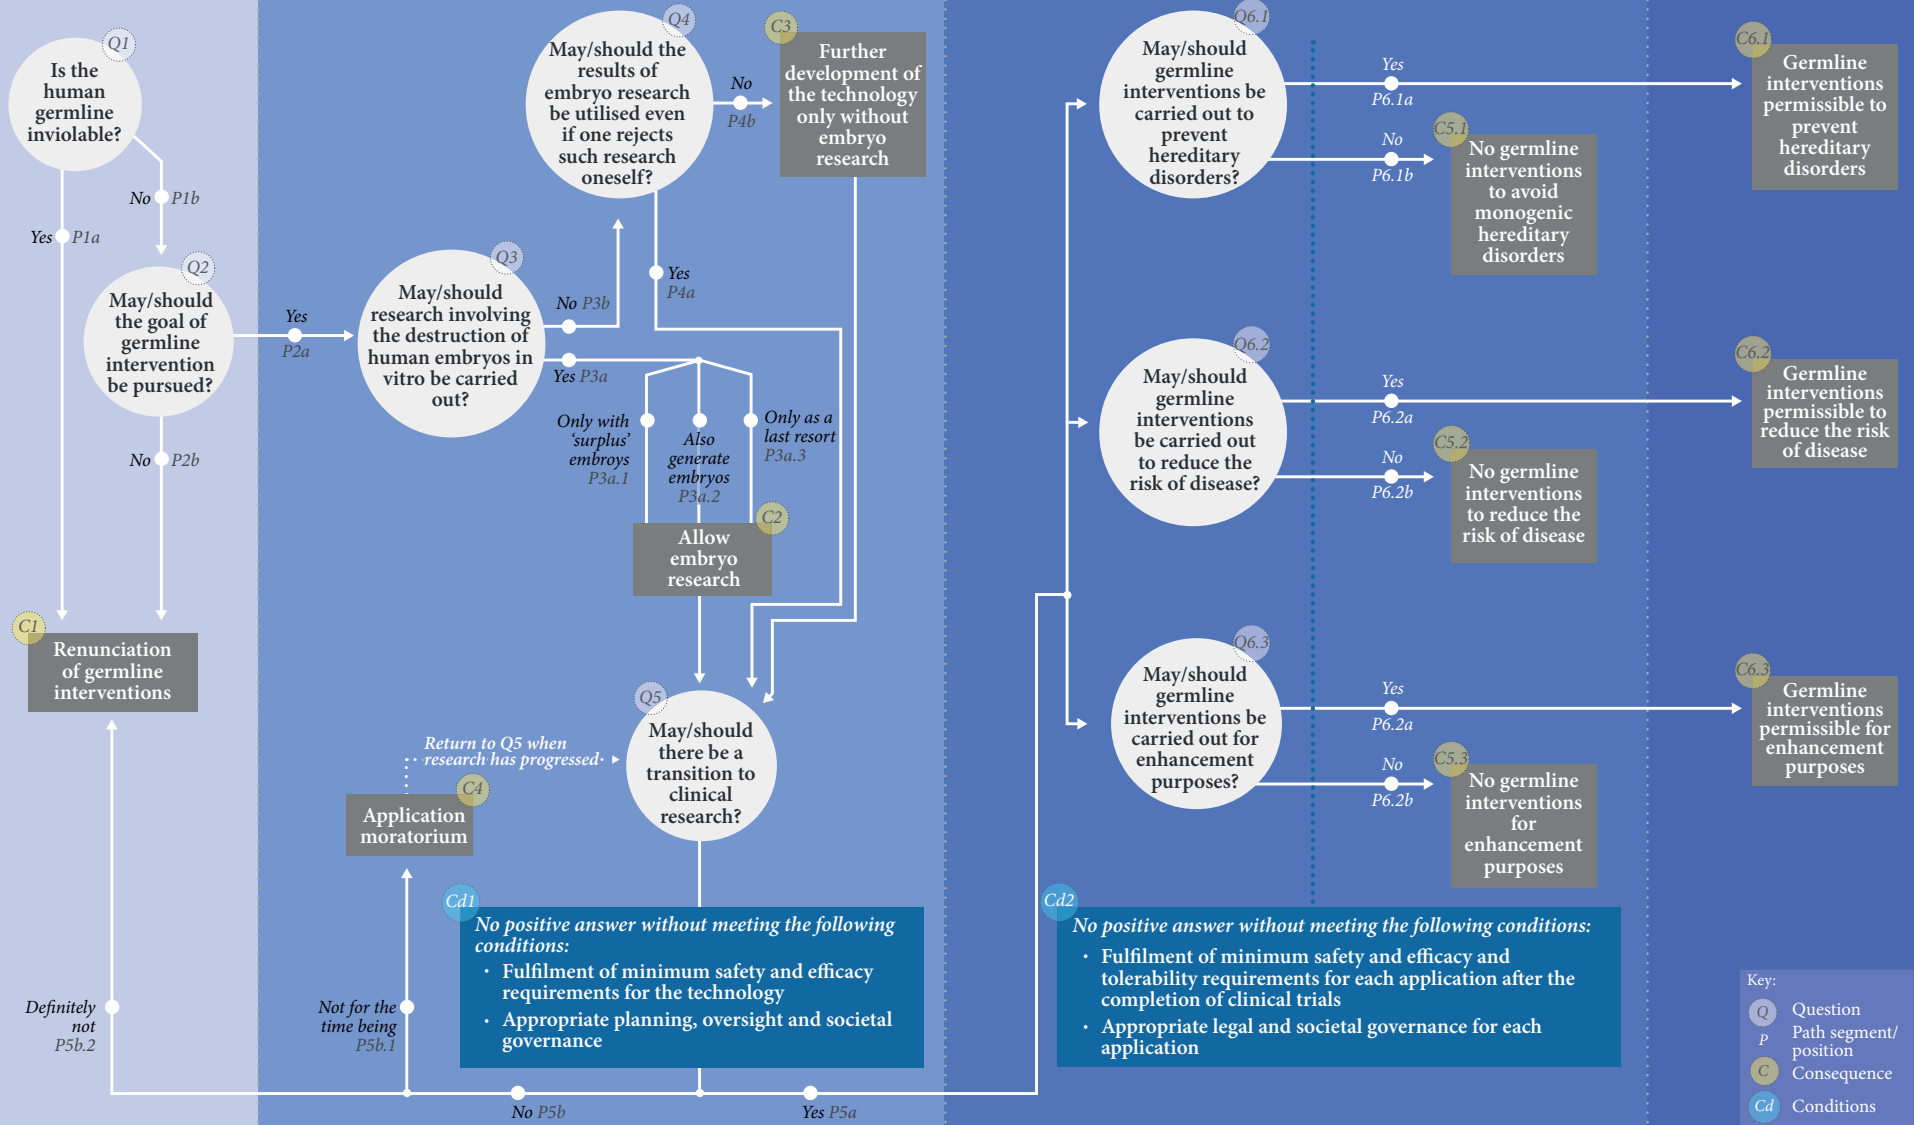 Q1
Is the
human
germline
inviolable?
No P1b
Yes P1a
Q2
May/should
the goal of
germline
intervention
be pursued?
Yes
P2a
No P2b
C1
Renunciation
of germline
interventions
Definitely
not
P5b.2
Q3
May/should
research involving
the destruction of
human embryos in
vitro be carried
out?
No P3b
Yes P3a
Q4
May/should the
results of
embryo research
be utilised even
if one rejects
such research
oneself?
No
P4b
Yes
P4a
C3
Further
development of
the technology
only without
embryo
research
Only with
‘surplus’
embroys
P3a.1
Also
generate
embryos
P3a.2
Only as a
last resort
P3a.3
C2
Allow
embryo
research
Q5
May/should
there be a
transition to
clinical
research?
Return to Q5 when
research has progressed
C4
Application
moratorium
Not for the
time being
P5b.1
Cd1
No positive answer without meeting the following
conditions:
· Fulfilment of minimum safety and efficacy
requirements for the technology
· Appropriate planning, oversight and societal
governance
No P5b
Yes P5a
Q6.1
May/should
germline
interventions be
carried out to
prevent
hereditary
disorders?
Yes
P6.1a
No
P6.1b
C5.1
No germline
interventions
to avoid
monogenic
hereditary
disorders
C6.1
Germline
interventions
permissible to
prevent
hereditary
disorders
Q6.2
May/should
germline
interventions
be carried out
to reduce the
risk of disease?
Yes
P6.2a
No
P6.2b
C5.2
No germline
interventions
to reduce the
risk of disease
C6.2
Germline
interventions
permissible to
reduce the risk
of disease
Q6.3
May/should
germline
interventions be
carried out for
enhancement
purposes?
Yes
P6.2a
No
P6.2b
C5.3
No germline
interventions
for
enhancement
purposes
C6.3
Germline
interventions
permissible for
enhancement
purposes
Cd2
No positive answer without meeting the following conditions:
· Fulfilment of minimum safety and efficacy and
tolerability requirements for each application after the
completion of clinical trials
· Appropriate legal and societal governance for each
application
Key:
Q Question
P Path segment/
position
C Consequence
Cd Conditions